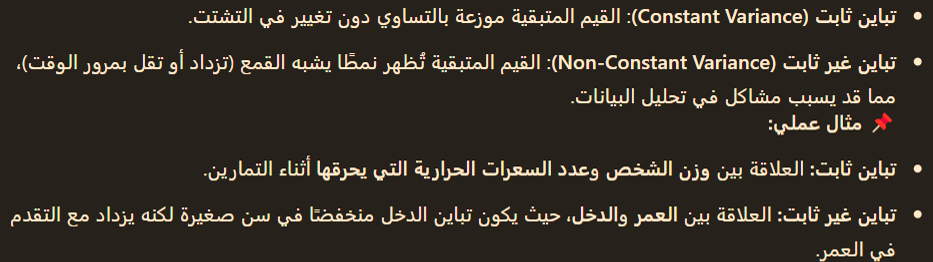 • تباين ثابت (Constant Variance): القيم المتبقية موزعة بالتساوي دون تغيير في التشتت.
• تباين غير ثابت (Non-Constant Variance): القيم المتبقية تُظهر نمطًا يشبه القمع (تزداد أو تقل بمرور الوقت)،
مما قد يسبب مشاكل في تحليل البيانات.
📌 مثال عملي:
• تباين ثابت: العلاقة بين وزن الشخص وعدد السعرات الحرارية التي يحرقها أثناء التمارين.
• تباين غير ثابت: العلاقة بين العمر والدخل، حيث يكون تباين الدخل منخفضًا في سن صغيرة لكنه يزداد مع التقدم
في العمر.